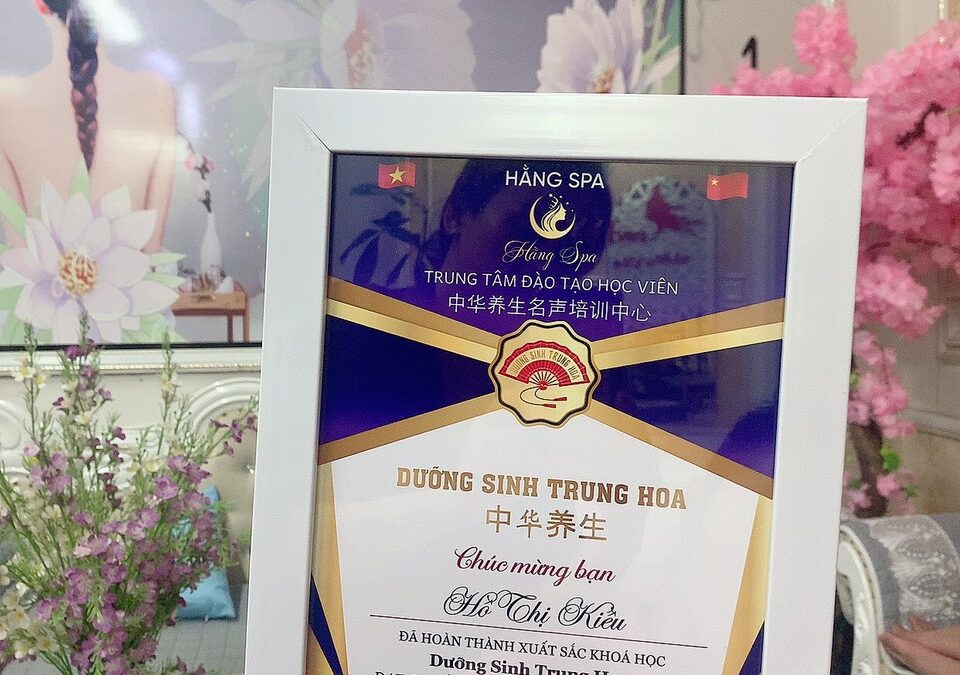 HẰNG SPA
Hằng Spa
TRUNG TÂM ĐÀO TẠO HỌC VIÊN
中华养生名声培训中心
DƯỠNG SINH TRUNG HOA
DƯỠNG SINH TRUNG HOA
中华养生
Chúc mừng bạn
Hồ Thị Kiều
ĐÃ HOÀN THÀNH XUẤT SẮC KHOÁ HỌC
Dưỡng Sinh Trung